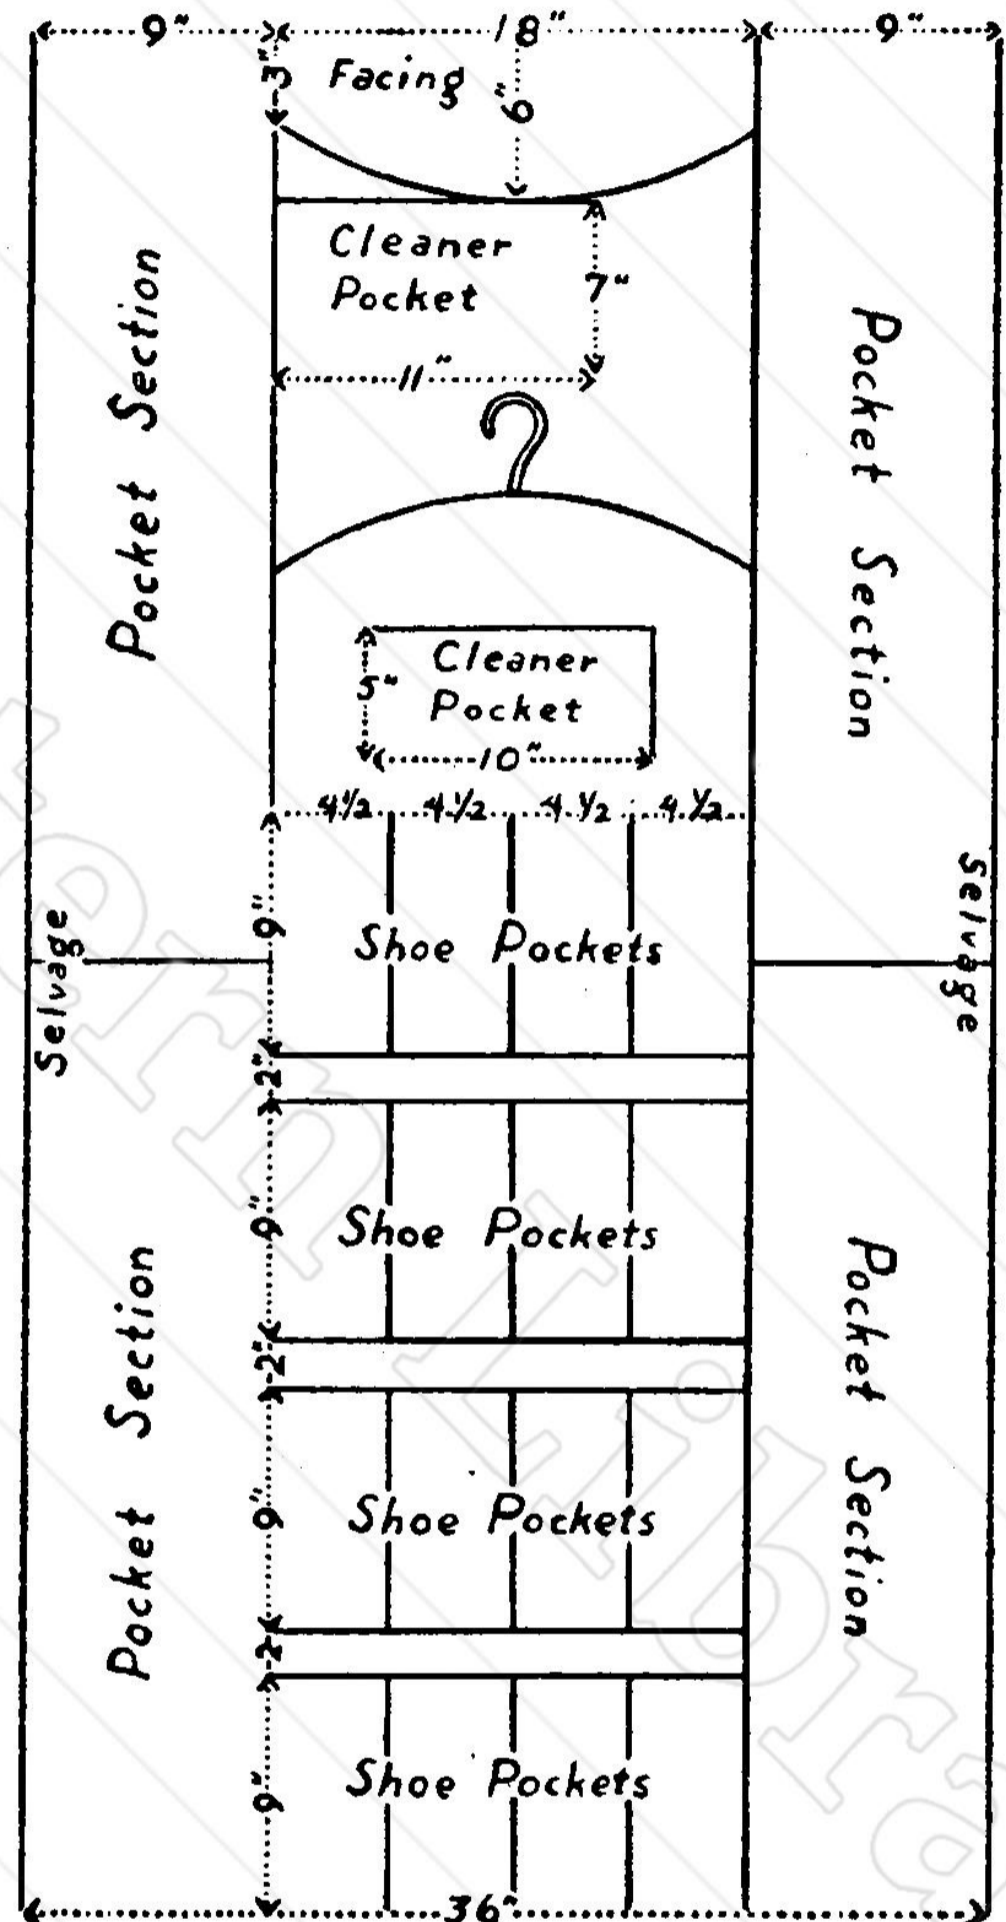 9" 18" 9"
3" Facing 6"
Cleaner
Pocket
7"
11"
Pocket Section
Pocket Section
Cleaner
Pocket
5"
10"
4½ 4½ 4½ 4½
9"
Shoe Pockets
Selvage
Selvage
2"
9"
Shoe Pockets
2"
Pocket Section
Pocket Section
9"
Shoe Pockets
2
9"
Shoe Pockets
36"